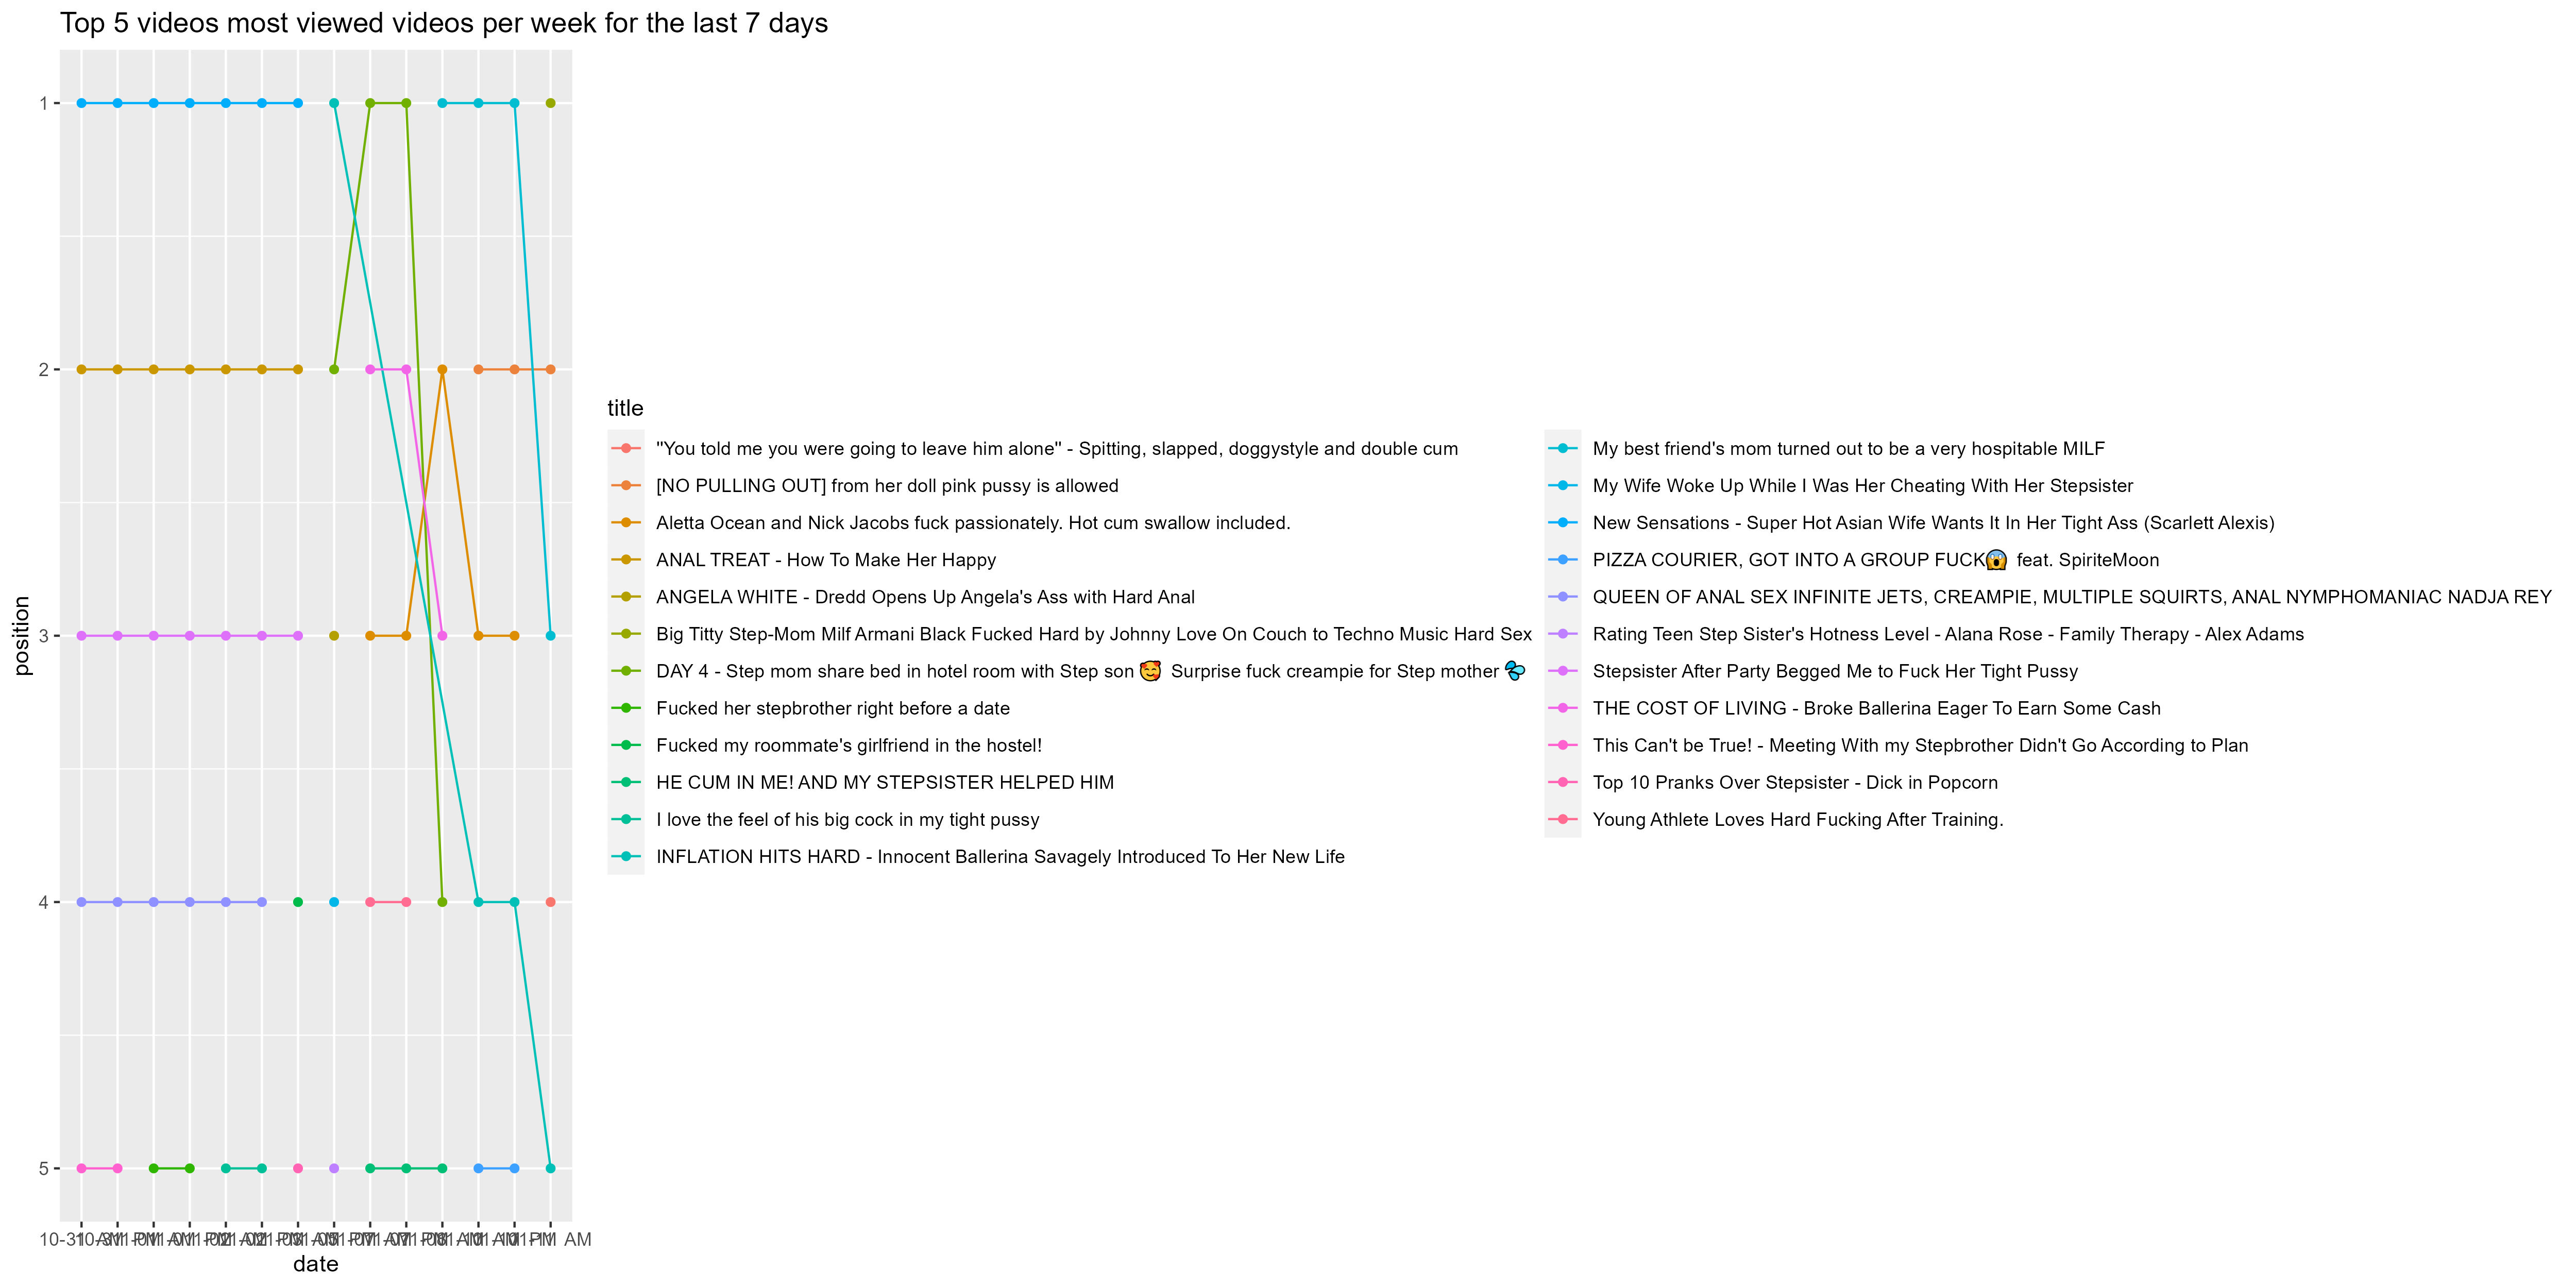 Top 5 videos most viewed videos per week for the last 7 days
1
2
3
4
5
position
date
title
"You told me you were going to leave him alone" - Spitting, slapped, doggystyle and double cum
[NO PULLING OUT] from her doll pink pussy is allowed
Aletta Ocean and Nick Jacobs fuck passionately. Hot cum swallow included.
ANAL TREAT - How To Make Her Happy
ANGELA WHITE - Dredd Opens Up Angela's Ass with Hard Anal
Big Titty Step-Mom Milf Armani Black Fucked Hard by Johnny Love On Couch to Techno Music Hard Sex
DAY 4 - Step mom share bed in hotel room with Step son 🥰 Surprise fuck creampie for Step mother 💦
Fucked her stepbrother right before a date
Fucked my roommate's girlfriend in the hostel!
HE CUM IN ME! AND MY STEPSISTER HELPED HIM
I love the feel of his big cock in my tight pussy
INFLATION HITS HARD - Innocent Ballerina Savagely Introduced To Her New Life
My best friend's mom turned out to be a very hospitable MILF
My Wife Woke Up While I Was Her Cheating With Her Stepsister
New Sensations - Super Hot Asian Wife Wants It In Her Tight Ass (Scarlett Alexis)
PIZZA COURIER, GOT INTO A GROUP FUCK😱 feat. SpiriteMoon
QUEEN OF ANAL SEX INFINITE JETS, CREAMPIE, MULTIPLE SQUIRTS, ANAL NYMPHOMANIAC NADJA REY
Rating Teen Step Sister's Hotness Level - Alana Rose - Family Therapy - Alex Adams
Stepsister After Party Begged Me to Fuck Her Tight Pussy
THE COST OF LIVING - Broke Ballerina Eager To Earn Some Cash
This Can't be True! - Meeting With my Stepbrother Didn't Go According to Plan
Top 10 Pranks Over Stepsister - Dick in Popcorn
Young Athlete Loves Hard Fucking After Training.